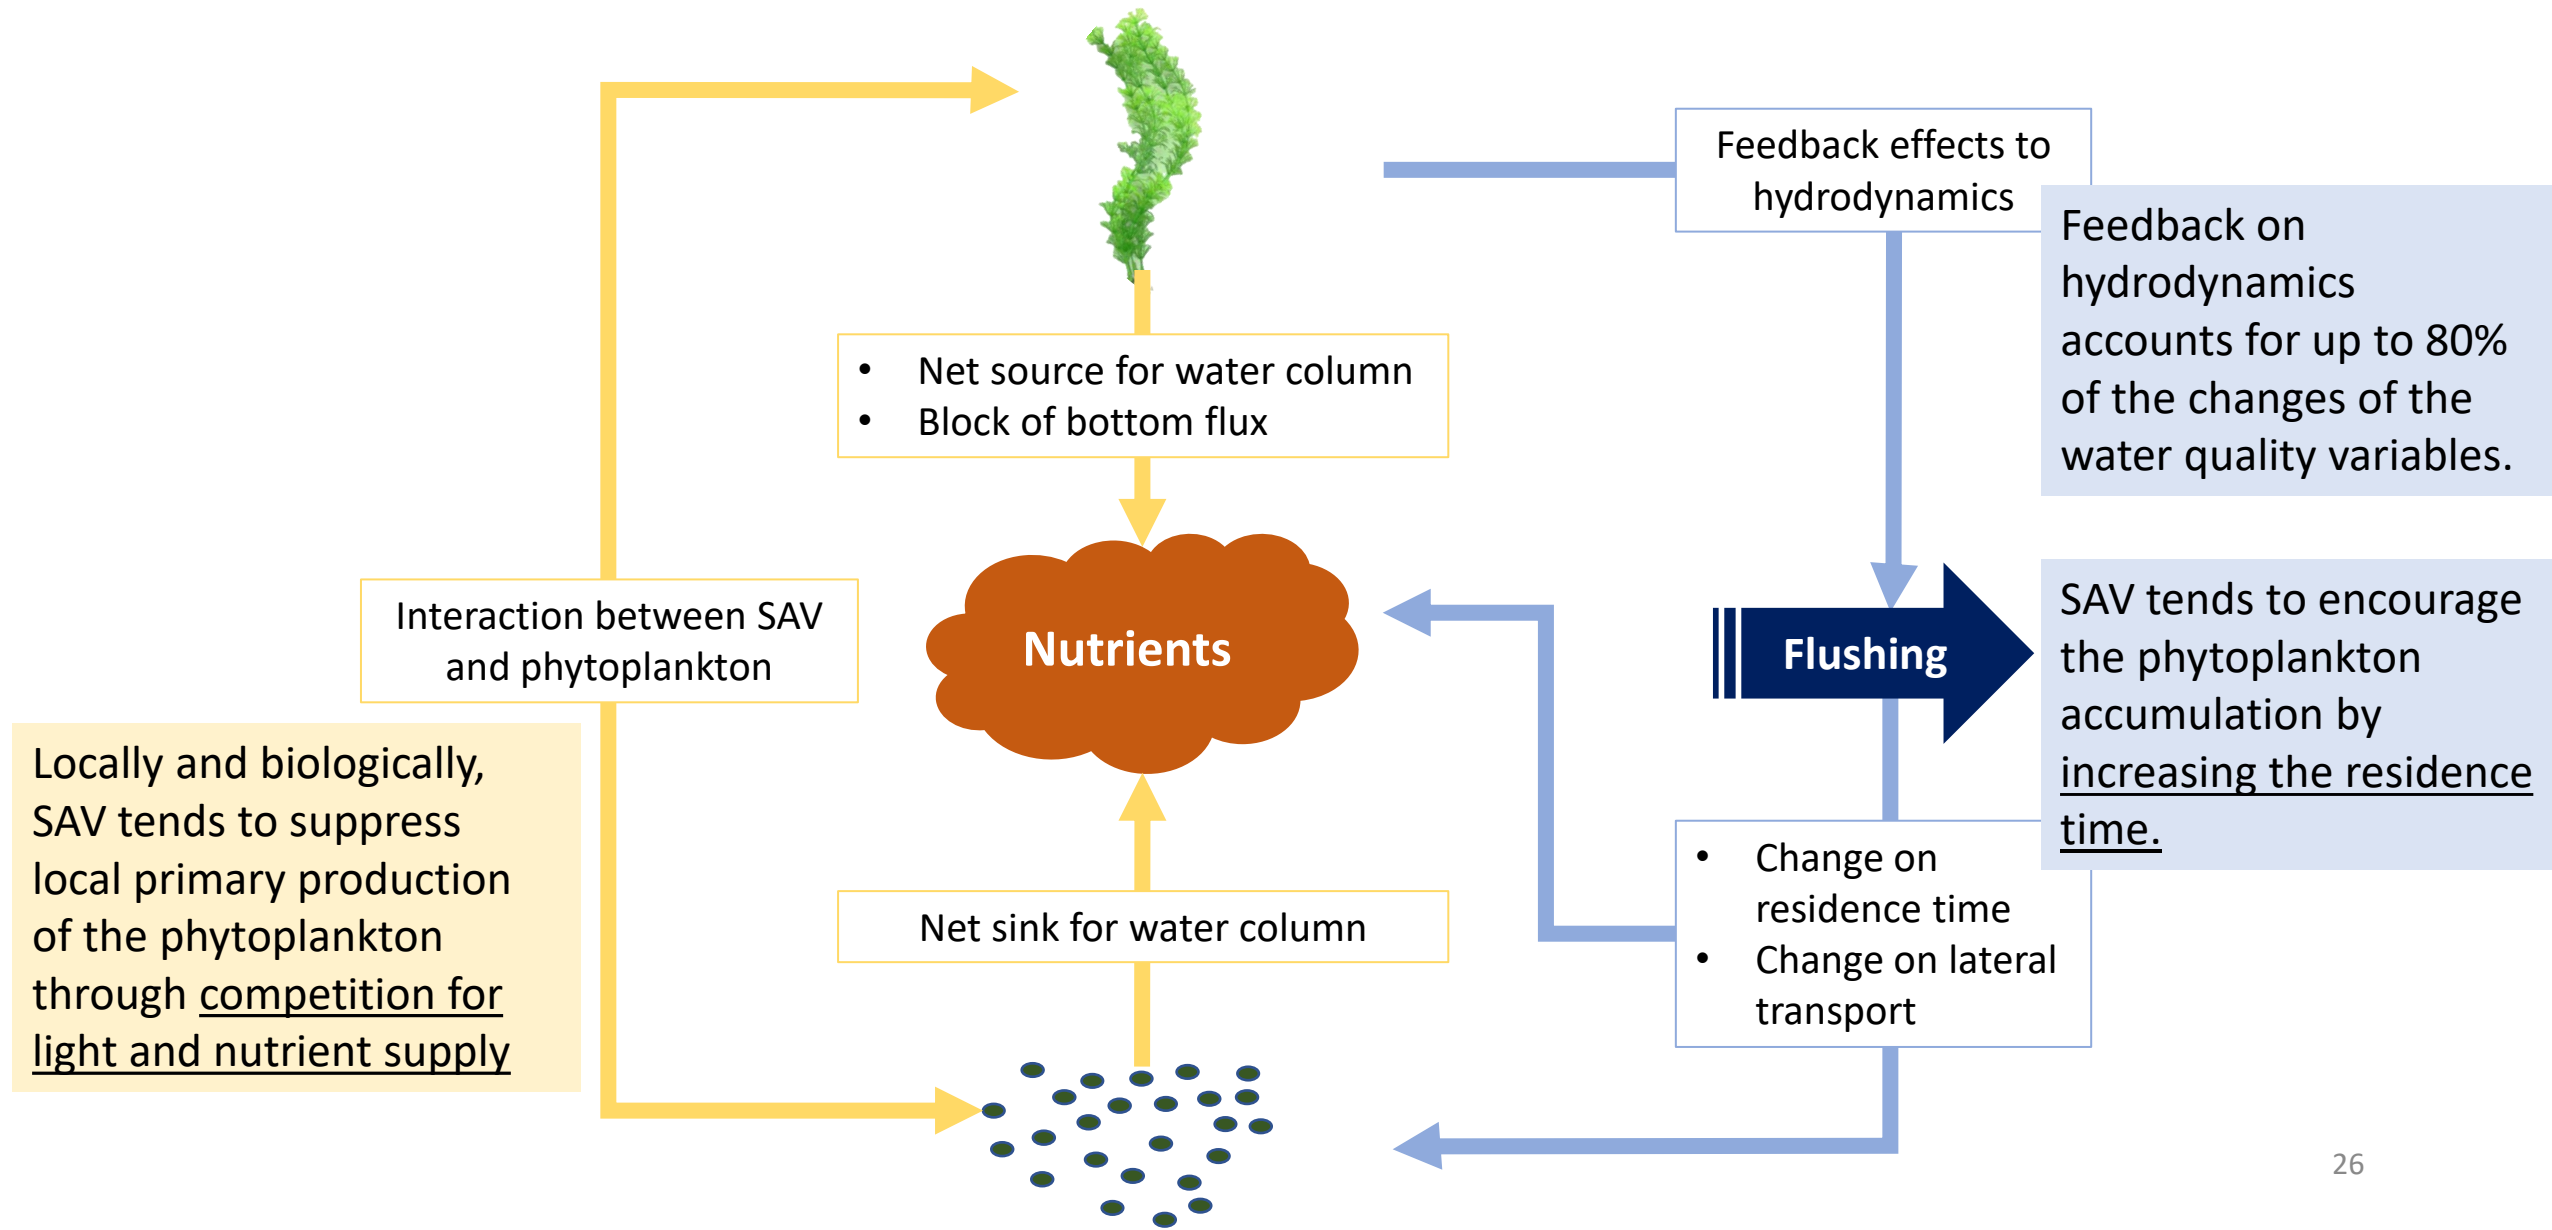 Feedback effects to
hydrodynamics
Feedback on
hydrodynamics
accounts for up to 80%
of the changes of the
water quality variables.
• Net source for water column
• Block of bottom flux
Interaction between SAV
and phytoplankton
Nutrients
Flushing
SAV tends to encourage
the phytoplankton
accumulation by
increasing the residence
time.
Locally and biologically,
SAV tends to suppress
local primary production
of the phytoplankton
through competition for
light and nutrient supply
Net sink for water column
• Change on
residence time
• Change on lateral
transport
26